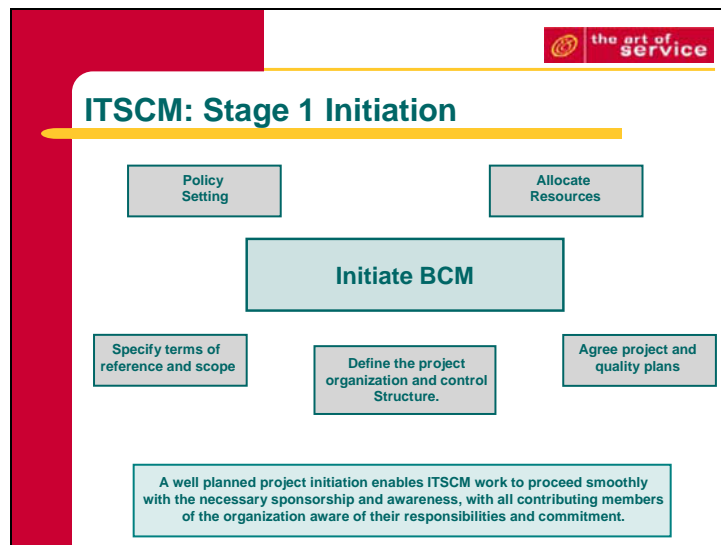 the art of
service
ITSCM: Stage 1 Initiation
Policy
Setting
Allocate
Resources
Initiate BCM
Specify terms of
reference and scope
Define the project
organization and control
Structure.
Agree project and
quality plans
A well planned project initiation enables ITSCM work to proceed smoothly
with the necessary sponsorship and awareness, with all contributing members
of the organization aware of their responsibilities and commitment.